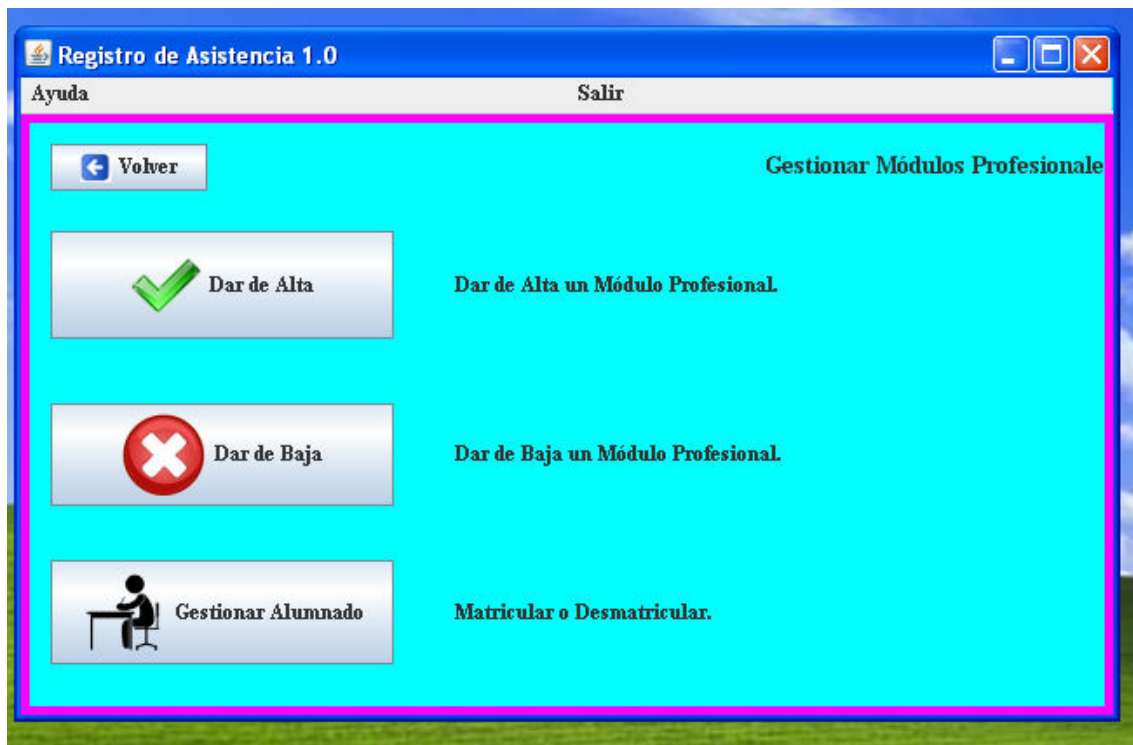 Registro de Asistencia 1.0
Ayuda Salir
Volver
Gestionar Módulos Profesionale
Dar de Alta
Dar de Alta un Módulo Profesional.
Dar de Baja
Dar de Baja un Módulo Profesional.
Gestionar Alumnado
Matricular o Desmatricular.